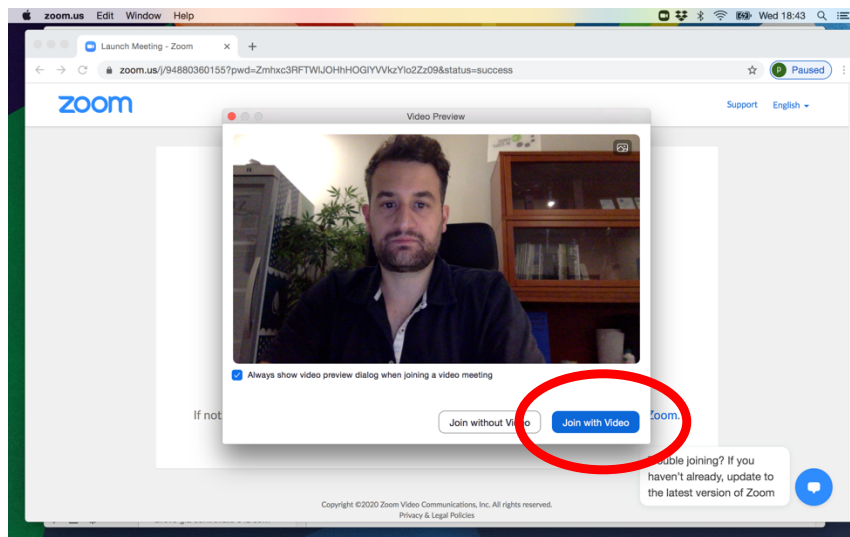 zoom.us Edit Window Help Wed 18:43
Launch Meeting - Zoom
zoom.us/j/94880360155?pwd=Zmhxc3RFTWlJOHhHOGlYVVkzYlo2Zz09&status=success P Paused
zoom Support English
Video Preview
Always show video preview dialog when joining a video meeting
If not Zoom.
Join without Video Join with Video
Trouble joining? If you
haven't already, update to
the latest version of Zoom
Copyright ©2020 Zoom Video Communications, Inc. All rights reserved.
Privacy & Legal Policies